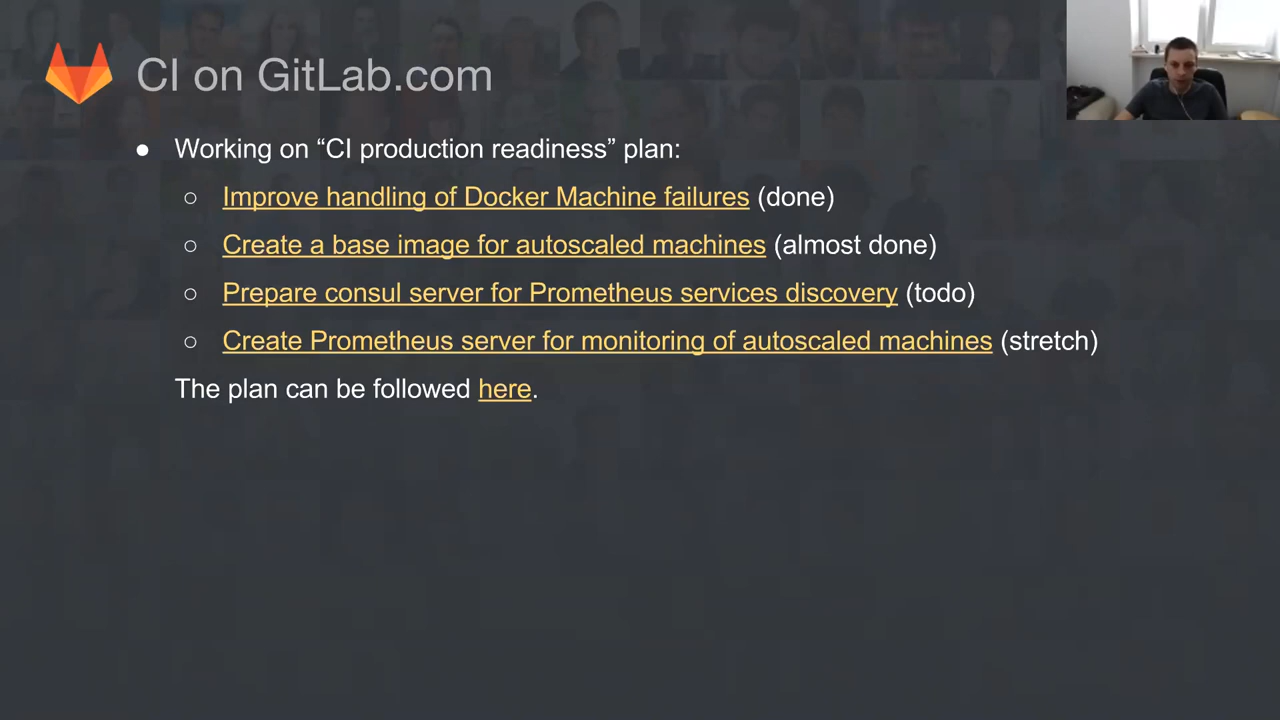 CI on GitLab.com
● Working on “CI production readiness” plan:
○ Improve handling of Docker Machine failures (done)
○ Create a base image for autoscaled machines (almost done)
○ Prepare consul server for Prometheus services discovery (todo)
○ Create Prometheus server for monitoring of autoscaled machines (stretch)
The plan can be followed here.